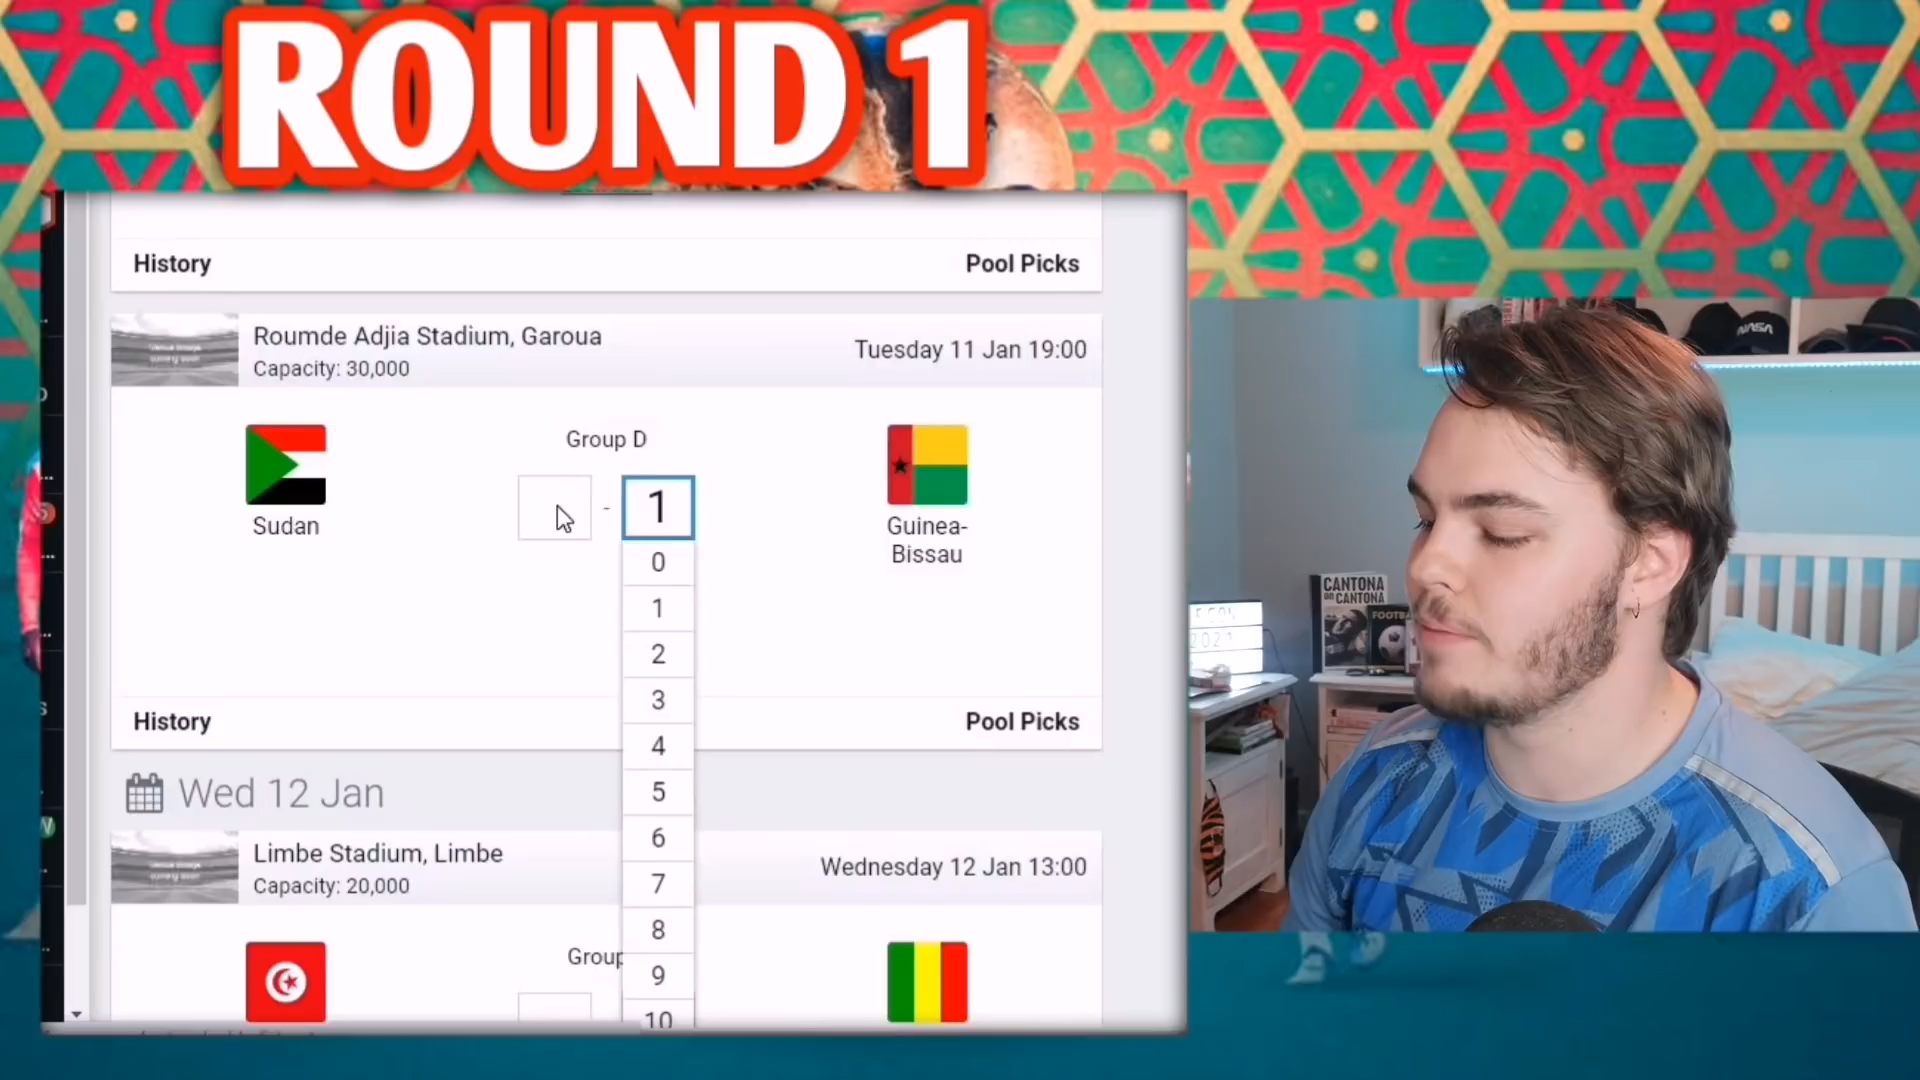 ROUND 1
History
Pool Picks
Roumde Adjia Stadium, Garoua
Capacity: 30,000
Tuesday 11 Jan 19:00
Group D
- 1
Sudan
Guinea-
Bissau
0
1
2
3
4
5
6
7
8
9
10
History
Pool Picks
Wed 12 Jan
Limbe Stadium, Limbe
Capacity: 20,000
Wednesday 12 Jan 13:00
Group
NASA
CANTONA
CANTONA
2021